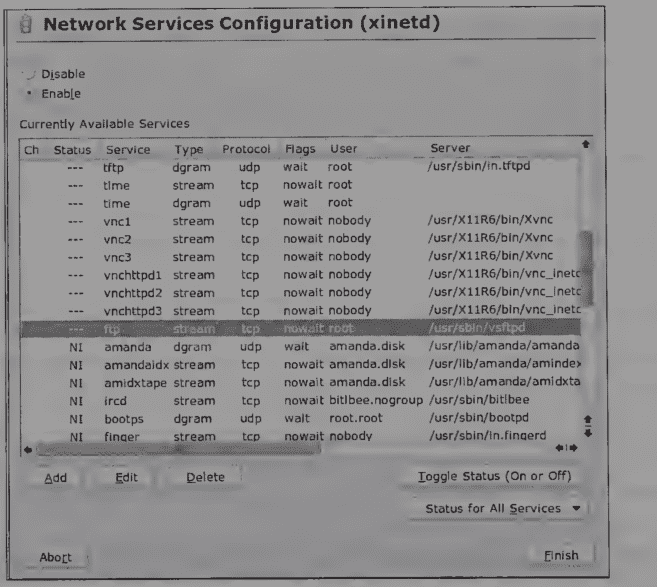 Network Services Configuration (xinetd)
Disable
Enable
Currently Available Services
Ch Status Service Type Protocol Flags User Server
--- tftp dgram udp wait root /usr/sbin/in.tftpd
--- time stream tcp nowait root
--- time dgram udp wait root
--- vnc1 stream tcp nowait nobody /usr/X11R6/bin/Xvnc
--- vnc2 stream tcp nowait nobody /usr/X11R6/bin/Xvnc
--- vnc3 stream tcp nowait nobody /usr/X11R6/bin/Xvnc
--- vnchttpd1 stream tcp nowait nobody /usr/X11R6/bin/vnc_inetc
--- vnchttpd2 stream tcp nowait nobody /usr/X11R6/bin/vnc_inetc
--- vnchttpd3 stream tcp nowait nobody /usr/X11R6/bin/vnc_inetc
--- ftp stream tcp nowait root /usr/sbin/vsftpd
NI amanda dgram udp wait amanda.disk /usr/lib/amanda/amanda
NI amandaidx stream tcp nowait amanda.disk /usr/lib/amanda/amindex
NI amidxtape stream tcp nowait amanda.disk /usr/lib/amanda/amidxta
NI ircd stream tcp nowait bitlbee.nogroup /usr/sbin/bitlbee
NI bootps dgram udp wait root.root /usr/sbin/bootpd
NI finger stream tcp nowait nobody /usr/sbin/in.fingerd
Add Edit Delete Toggle Status (On or Off)
Status for All Services
Abort Finish